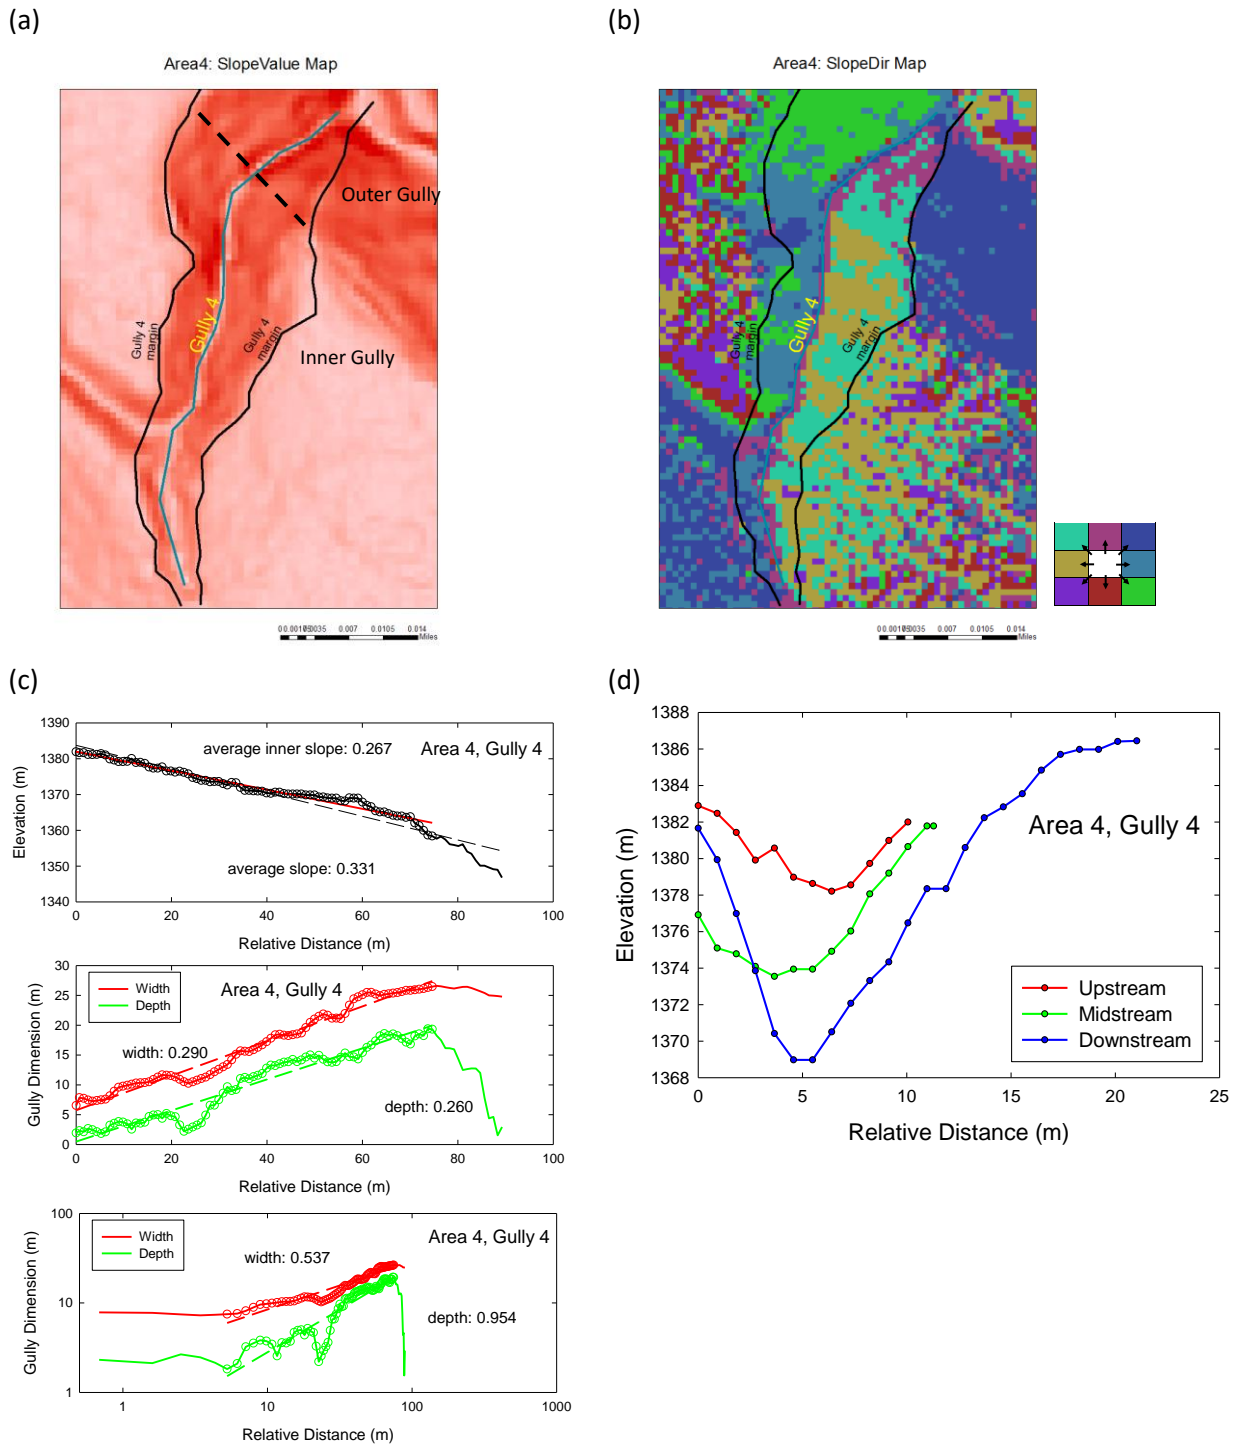 (a)
(b)
Area4: SlopeValue Map
Area4: SlopeDir Map
Outer Gully
Gully 4
Gully 4
margin
Gully 4
margin
Inner Gully
Gully 4
Gully 4
margin
Gully 4
margin
0.007 0.0105 0.014
Miles
0.007 0.0105 0.014
Miles
(c)
(d)
1390
1380
1370
1360
1350
1340
Elevation (m)
average inner slope: 0.267
Area 4, Gully 4
average slope: 0.331
0 20 40 60 80 100
Relative Distance (m)
30
25
20
15
10
5
0
Gully Dimension (m)
Width
Depth
Area 4, Gully 4
width: 0.290
depth: 0.260
0 20 40 60 80 100
Relative Distance (m)
100
10
1
Gully Dimension (m)
Width
Depth
Area 4, Gully 4
width: 0.537
depth: 0.954
1 10 100 1000
Relative Distance (m)
1388
1386
1384
1382
1380
1378
1376
1374
1372
1370
1368
Elevation (m)
Area 4, Gully 4
Upstream
Midstream
Downstream
0 5 10 15 20 25
Relative Distance (m)